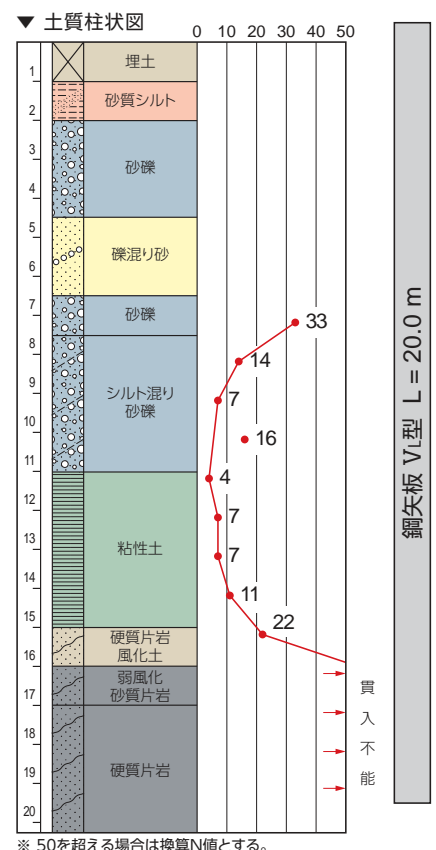 ▼ 土質柱状図
0 10 20 30 40 50
1
2
3
4
5
6
7
8
9
10
11
12
13
14
15
16
17
18
19
20
埋土
砂質シルト
砂礫
礫混り砂
砂礫
シルト混り
砂礫
粘性土
硬質片岩
風化土
弱風化
砂質片岩
硬質片岩
33
14
7
16
4
7
7
11
22
貫入不能
鋼矢板 VL型 L = 20.0 m
※ 50を超える場合は換算N値とする。